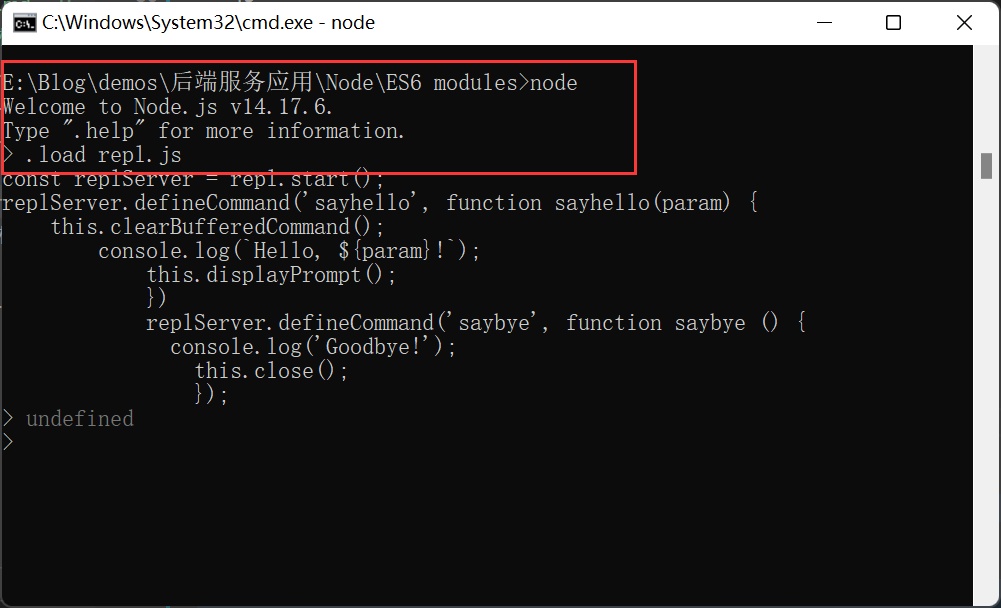 C:\Windows\System32\cmd.exe - node
E:\Blog\demos\后端服务应用\Node\ES6 modules>node
Welcome to Node.js v14.17.6.
Type ".help" for more information.
> .load repl.js
const replServer = repl.start();
replServer.defineCommand('sayhello', function sayhello(param) {
    this.clearBufferedCommand();
        console.log(`Hello, ${param}!`);
            this.displayPrompt();
            })
            replServer.defineCommand('saybye', function saybye () {
              console.log('Goodbye!');
                this.close();
                });
> undefined
>